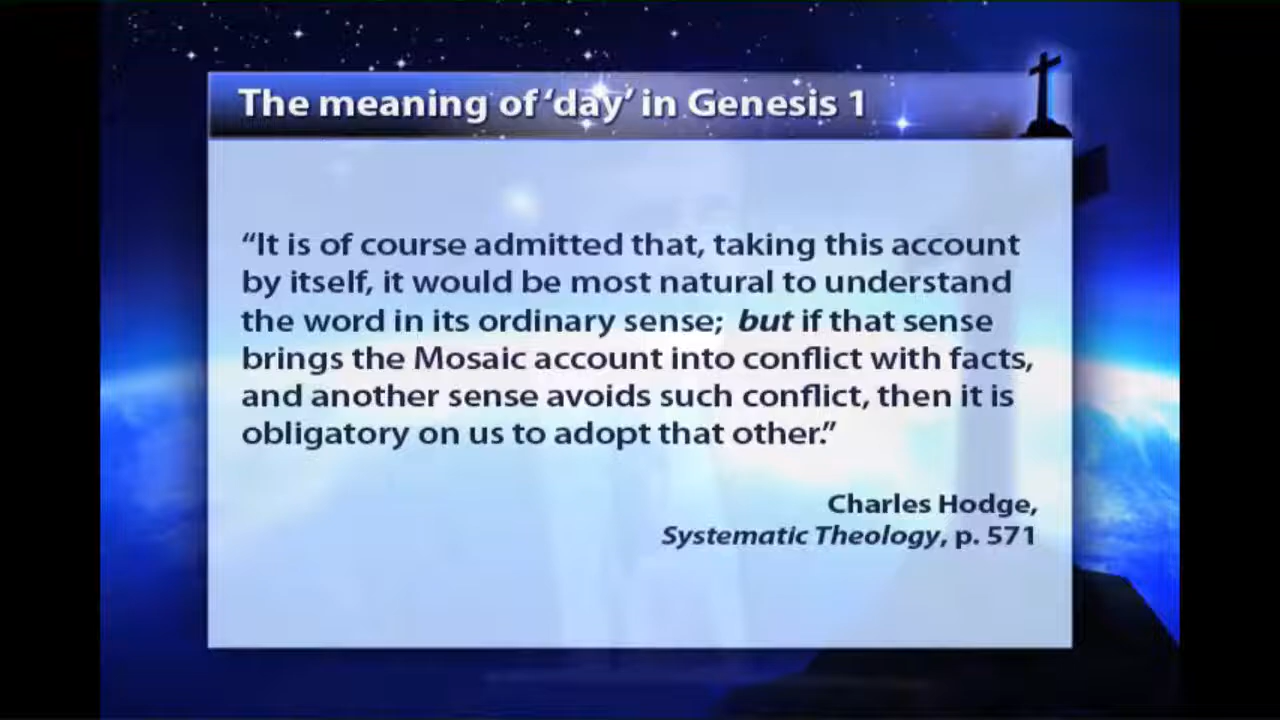 The meaning of ‘day’ in Genesis 1
“It is of course admitted that, taking this account
by itself, it would be most natural to understand
the word in its ordinary sense; but if that sense
brings the Mosaic account into conflict with facts,
and another sense avoids such conflict, then it is
obligatory on us to adopt that other.”
Charles Hodge,
Systematic Theology, p. 571